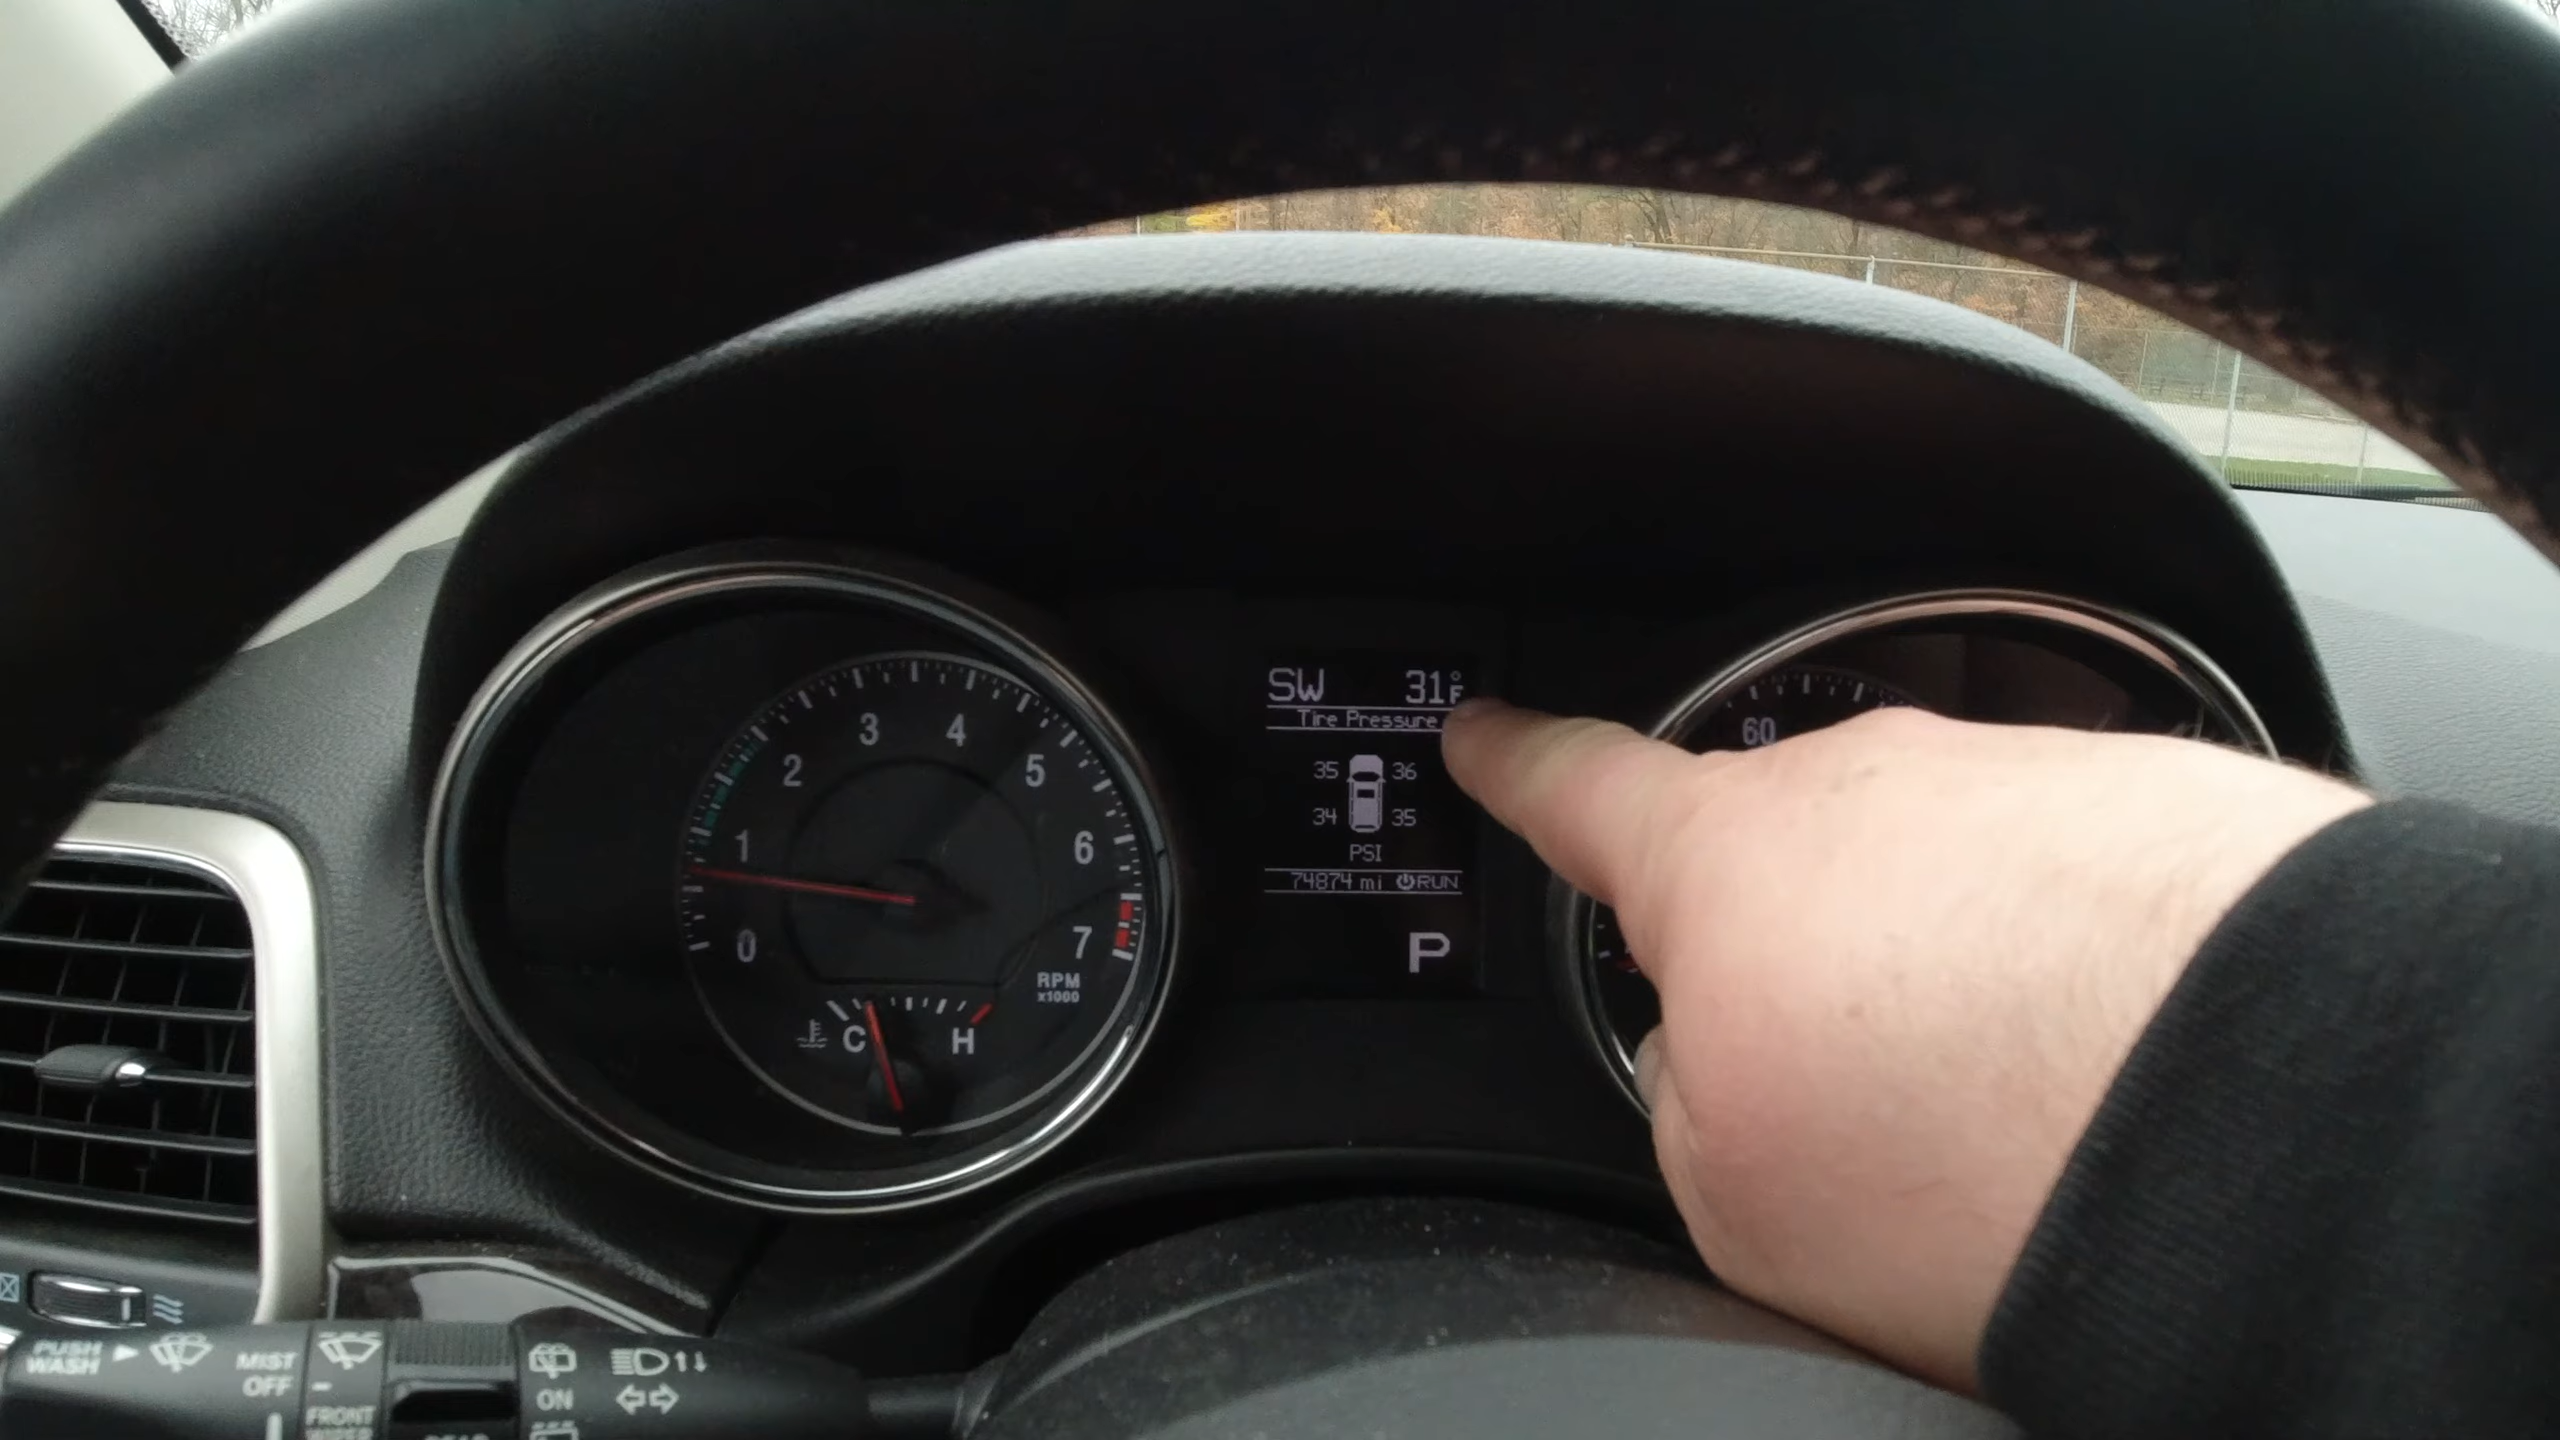 SW 31°F
Tire Pressure
35 36
34 35
PSI
74874 mi RUN
P
0 1 2 3 4 5 6 7
RPM
x1000
C H
60
PUSH
WASH
MIST
OFF
FRONT
WIPER
ON